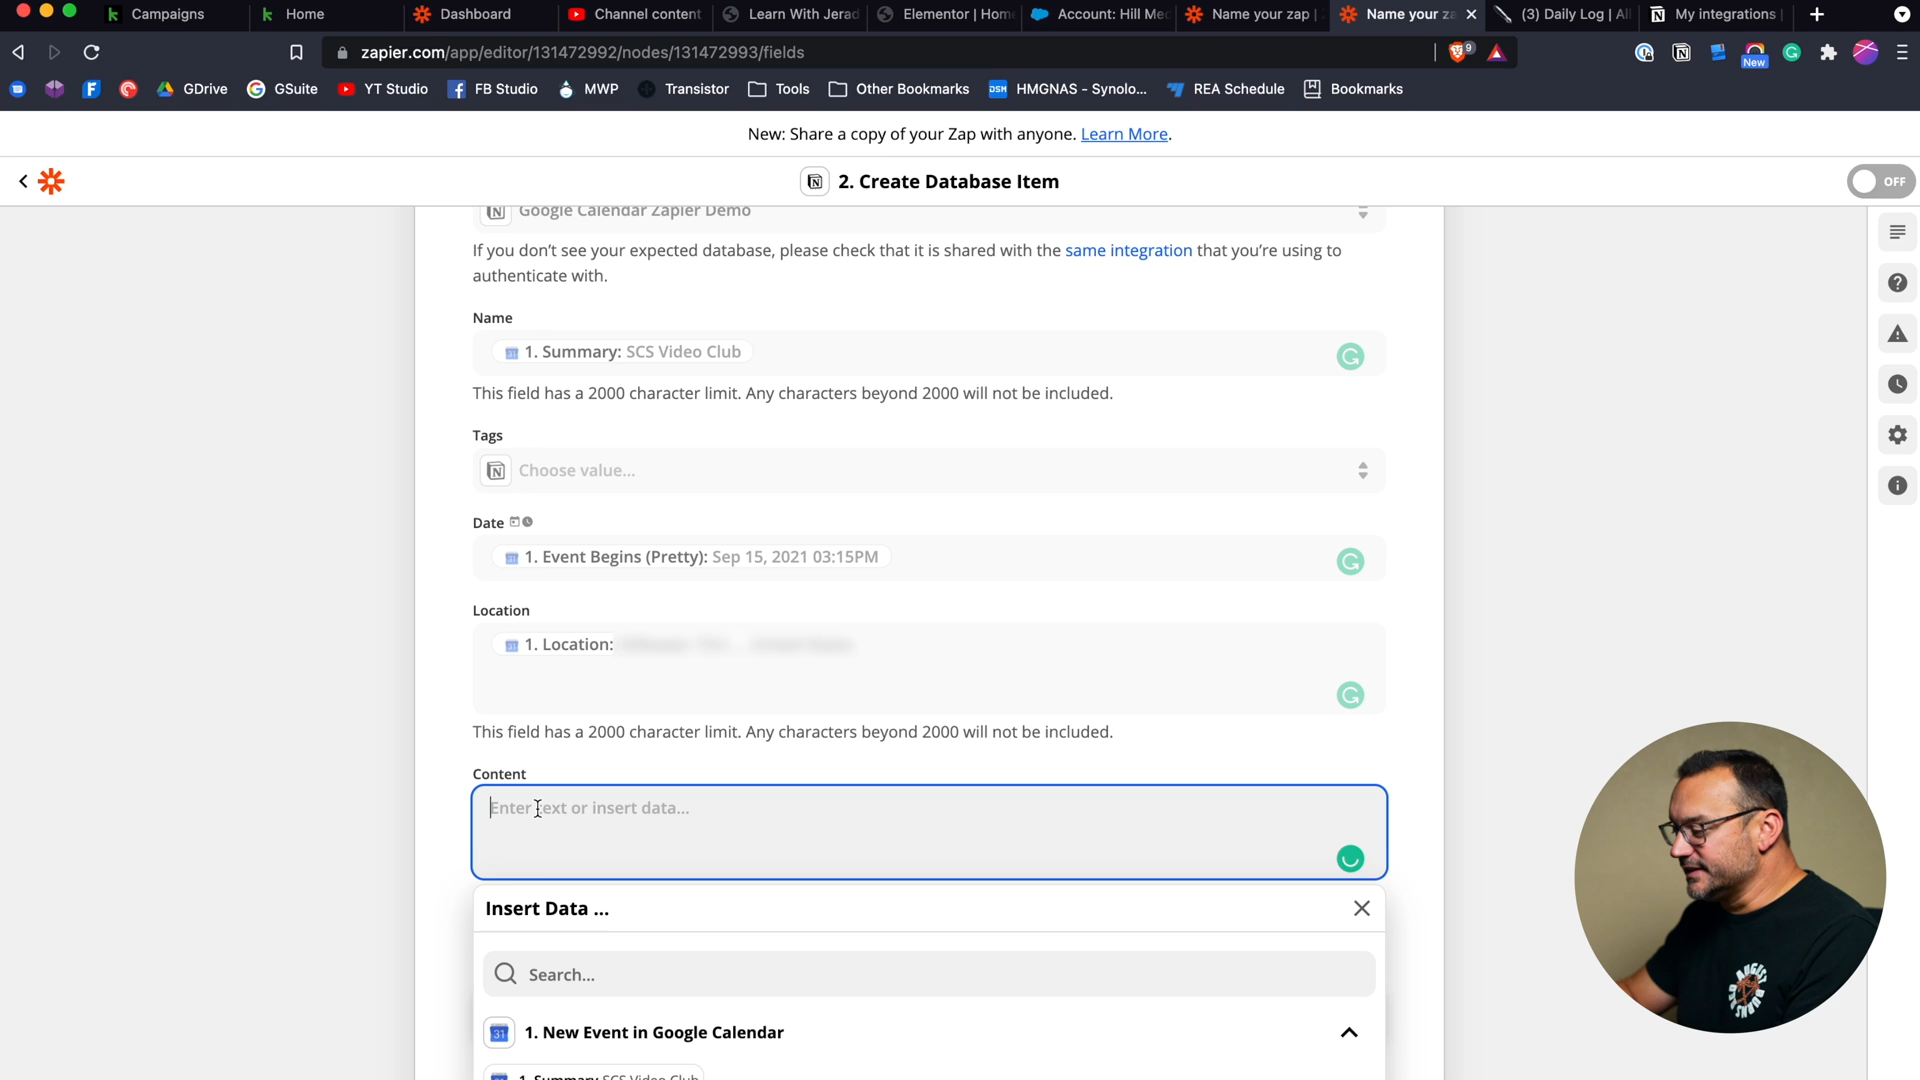 Campaigns
Home
Dashboard
Channel content
Learn With Jerad
Elementor | Hom
Account: Hill Mec
Name your zap |
Name your za
(3) Daily Log | Al
My integrations |
zapier.com/app/editor/131472992/nodes/131472993/fields
9
New
GDrive
GSuite
YT Studio
FB Studio
MWP
Transistor
Tools
Other Bookmarks
DSM
HMGNAS - Synolo...
REA Schedule
Bookmarks
New: Share a copy of your Zap with anyone. Learn More.
2. Create Database Item
OFF
Google Calendar Zapier Demo
If you don't see your expected database, please check that it is shared with the same integration that you're using to
authenticate with.
Name
1. Summary: SCS Video Club
This field has a 2000 character limit. Any characters beyond 2000 will not be included.
Tags
Choose value...
Date
1. Event Begins (Pretty): Sep 15, 2021 03:15PM
Location
1. Location:
This field has a 2000 character limit. Any characters beyond 2000 will not be included.
Content
Enter text or insert data...
Insert Data ...
Search...
31
1. New Event in Google Calendar
1. Summary SCS Video Club